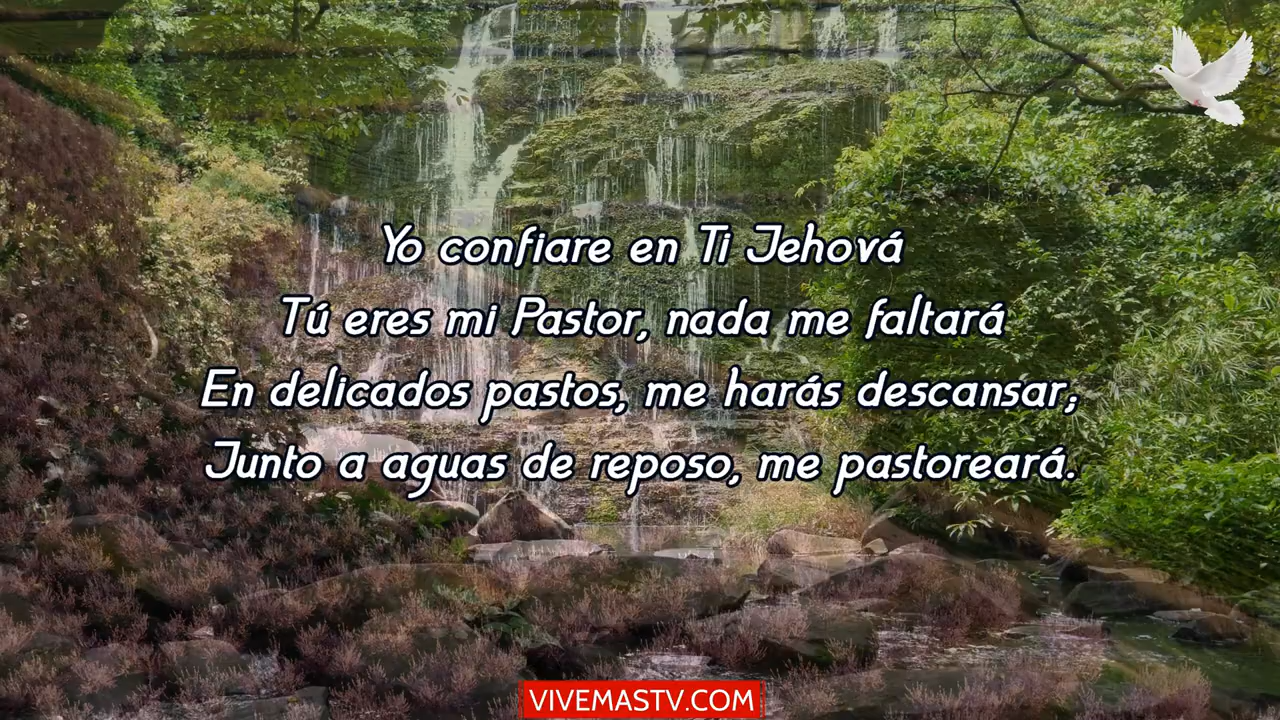 Yo confiare en Ti Jehová
Tú eres mi Pastor, nada me faltará
En delicados pastos, me harás descansar;
Junto a aguas de reposo, me pastoreará.
VIVEMASTV.COM